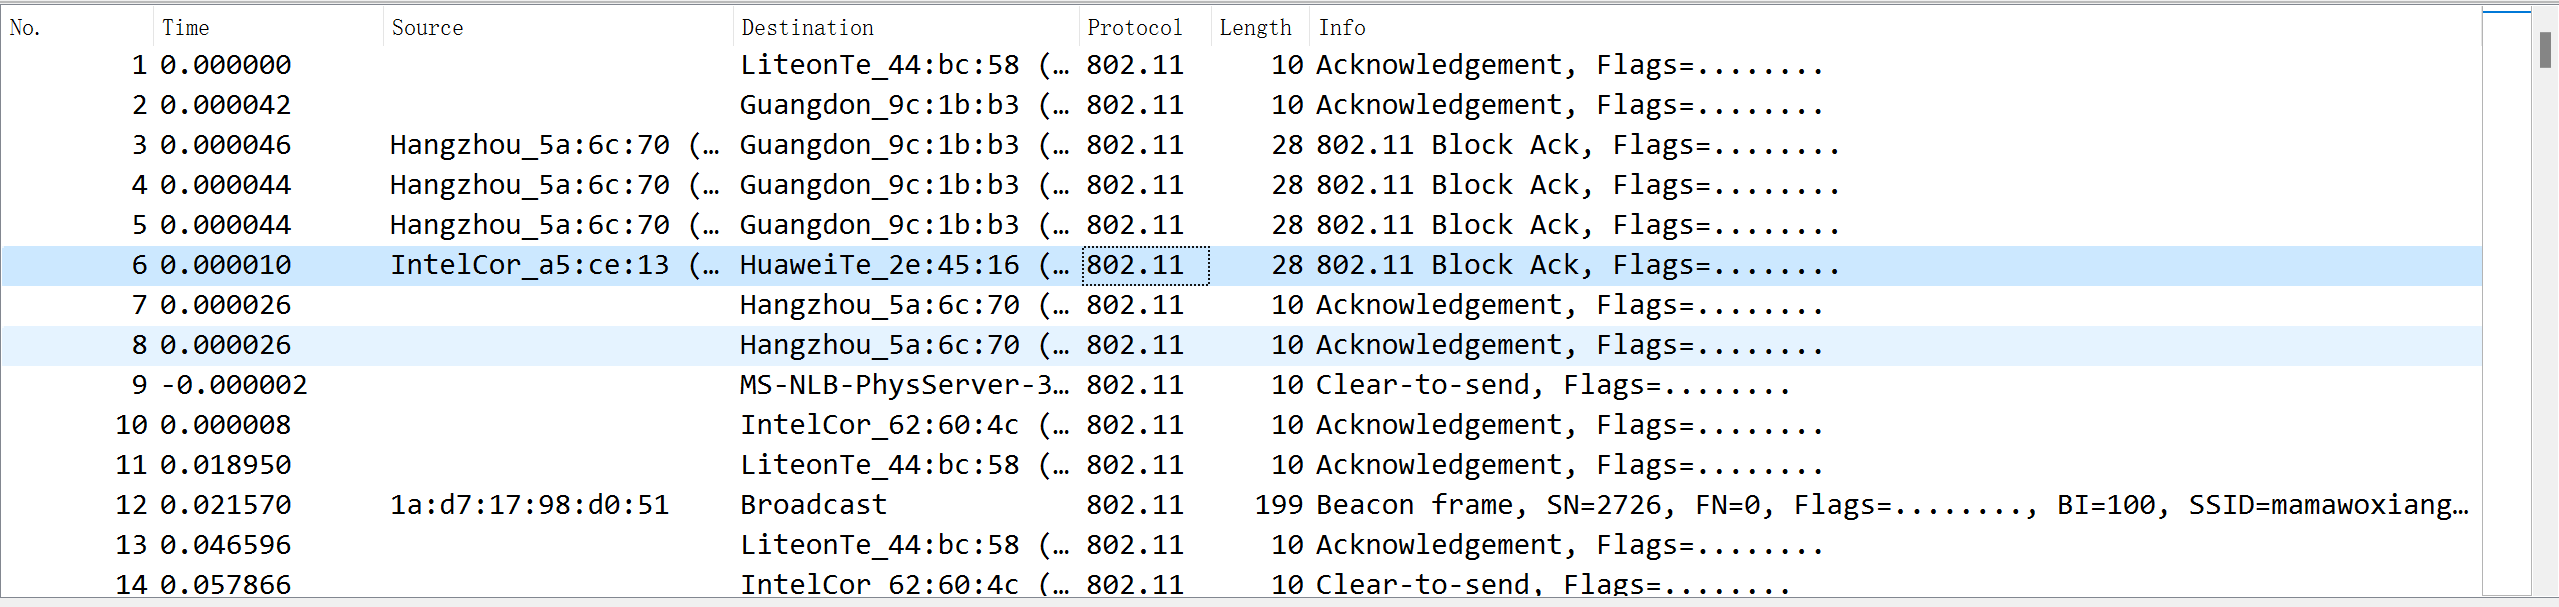 No. Time Source Destination Protocol Length Info
1 0.000000 LiteonTe_44:bc:58 (… 802.11 10 Acknowledgement, Flags=........
2 0.000042 Guangdon_9c:1b:b3 (… 802.11 10 Acknowledgement, Flags=........
3 0.000046 Hangzhou_5a:6c:70 (… Guangdon_9c:1b:b3 (… 802.11 28 802.11 Block Ack, Flags=........
4 0.000044 Hangzhou_5a:6c:70 (… Guangdon_9c:1b:b3 (… 802.11 28 802.11 Block Ack, Flags=........
5 0.000044 Hangzhou_5a:6c:70 (… Guangdon_9c:1b:b3 (… 802.11 28 802.11 Block Ack, Flags=........
6 0.000010 IntelCor_a5:ce:13 (… HuaweiTe_2e:45:16 (… 802.11 28 802.11 Block Ack, Flags=........
7 0.000026 Hangzhou_5a:6c:70 (… 802.11 10 Acknowledgement, Flags=........
8 0.000026 Hangzhou_5a:6c:70 (… 802.11 10 Acknowledgement, Flags=........
9 -0.000002 MS-NLB-PhysServer-3… 802.11 10 Clear-to-send, Flags=........
10 0.000008 IntelCor_62:60:4c (… 802.11 10 Acknowledgement, Flags=........
11 0.018950 LiteonTe_44:bc:58 (… 802.11 10 Acknowledgement, Flags=........
12 0.021570 1a:d7:17:98:d0:51 Broadcast 802.11 199 Beacon frame, SN=2726, FN=0, Flags=........, BI=100, SSID=mamawoxiang…
13 0.046596 LiteonTe_44:bc:58 (… 802.11 10 Acknowledgement, Flags=........
14 0.057866 IntelCor_62:60:4c (… 802.11 10 Clear-to-send, Flags=........